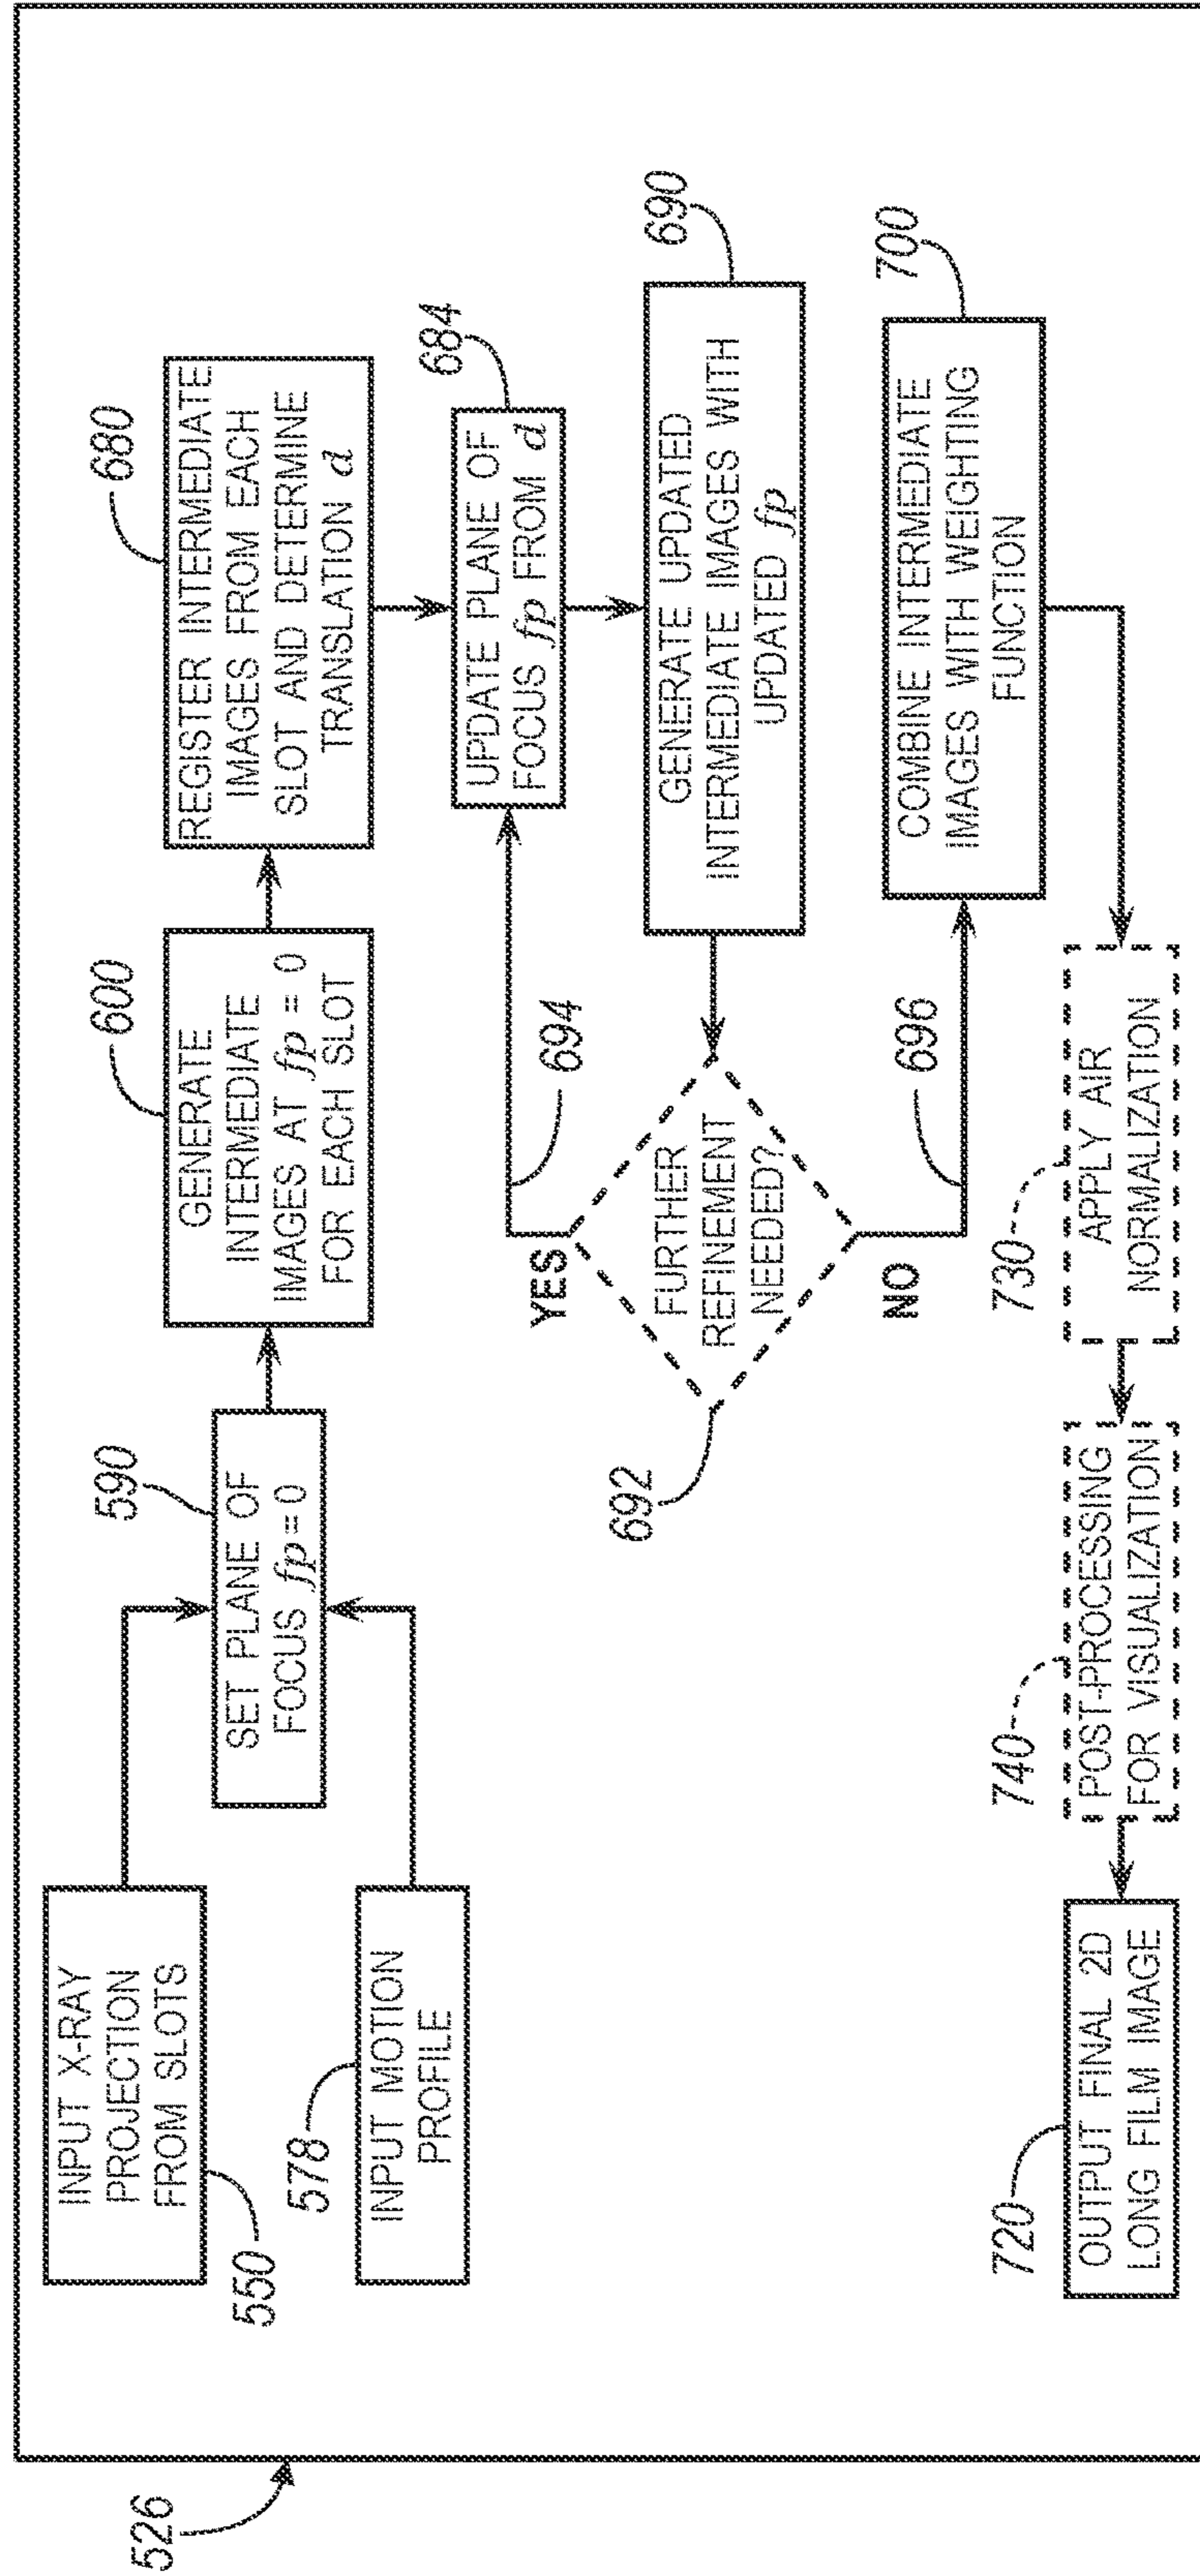 526
INPUT X-RAY
PROJECTION
FROM SLOTS
550
578
INPUT MOTION
PROFILE
590
SET PLANE OF
FOCUS fp = 0
600
GENERATE
INTERMEDIATE
IMAGES AT fp = 0
FOR EACH SLOT
680
REGISTER INTERMEDIATE
IMAGES FROM EACH
SLOT AND DETERMINE
TRANSLATION d
684
UPDATE PLANE OF
FOCUS fp FROM d
690
GENERATE UPDATED
INTERMEDIATE IMAGES WITH
UPDATED fp
692
FURTHER
REFINEMENT
NEEDED?
YES
694
NO
696
700
COMBINE INTERMEDIATE
IMAGES WITH WEIGHTING
FUNCTION
730
APPLY AIR
NORMALIZATION
740
POST-PROCESSING
FOR VISUALIZATION
720
OUTPUT FINAL 2D
LONG FILM IMAGE